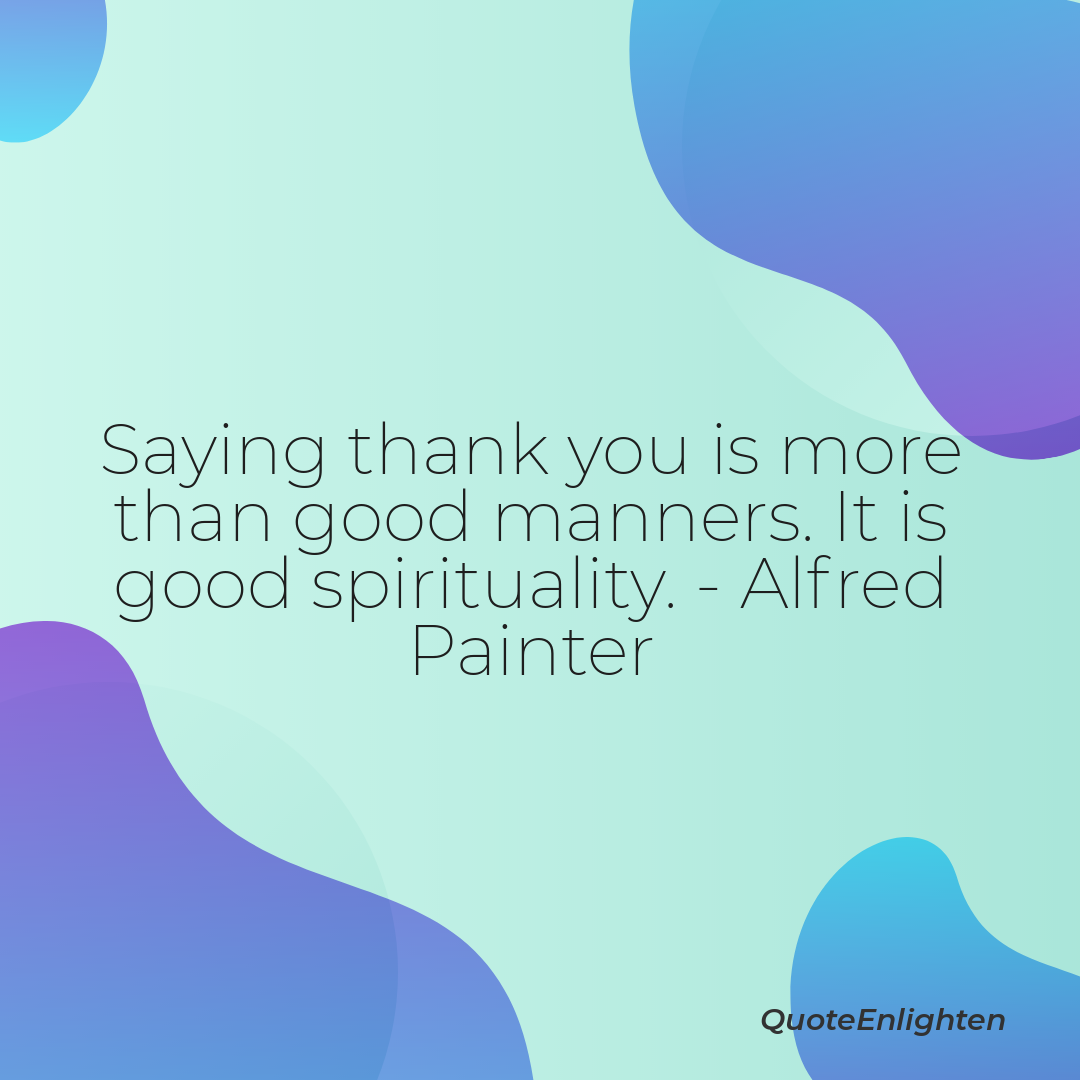 Saying thank you is more
than good manners. It is
good spirituality. - Alfred
Painter
QuoteEnlighten